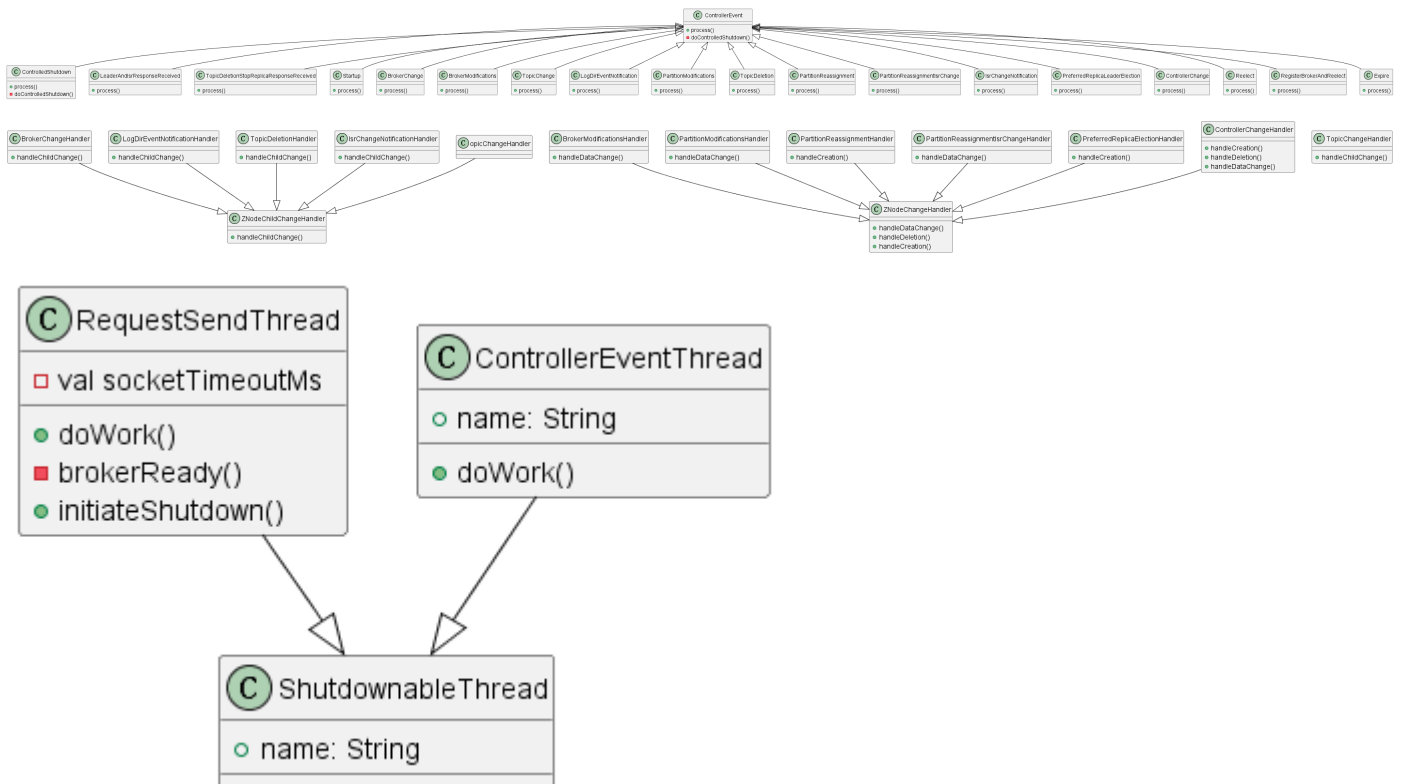 C ControllerEvent
process()
doControlledShutdown()
C ControlledShutdown
process()
doControlledShutdown()
C LeaderAndIsrResponseReceived
process()
C TopicDeletionStopReplicaResponseReceived
process()
C Startup
process()
C BrokerChange
process()
C BrokerModifications
process()
C TopicChange
process()
C LogDirEventNotification
process()
C PartitionModifications
process()
C TopicDeletion
process()
C PartitionReassignment
process()
C PartitionReassignmentIsrChange
process()
C IsrChangeNotification
process()
C PreferredReplicaLeaderElection
process()
C ControllerChange
process()
C Reelect
process()
C RegisterBrokerAndReelect
process()
C Expire
process()
C BrokerChangeHandler
handleChildChange()
C LogDirEventNotificationHandler
handleChildChange()
C TopicDeletionHandler
handleChildChange()
C IsrChangeNotificationHandler
handleChildChange()
C opicChangeHandler
C BrokerModificationsHandler
handleDataChange()
C PartitionModificationsHandler
handleDataChange()
C PartitionReassignmentHandler
handleCreation()
C PartitionReassignmentIsrChangeHandler
handleDataChange()
C PreferredReplicaElectionHandler
handleCreation()
C ControllerChangeHandler
handleCreation()
handleDeletion()
handleDataChange()
C TopicChangeHandler
handleChildChange()
C ZNodeChildChangeHandler
handleChildChange()
C ZNodeChangeHandler
handleDataChange()
handleDeletion()
handleCreation()
C RequestSendThread
val socketTimeoutMs
doWork()
brokerReady()
initiateShutdown()
C ControllerEventThread
name: String
doWork()
C ShutdownableThread
name: String